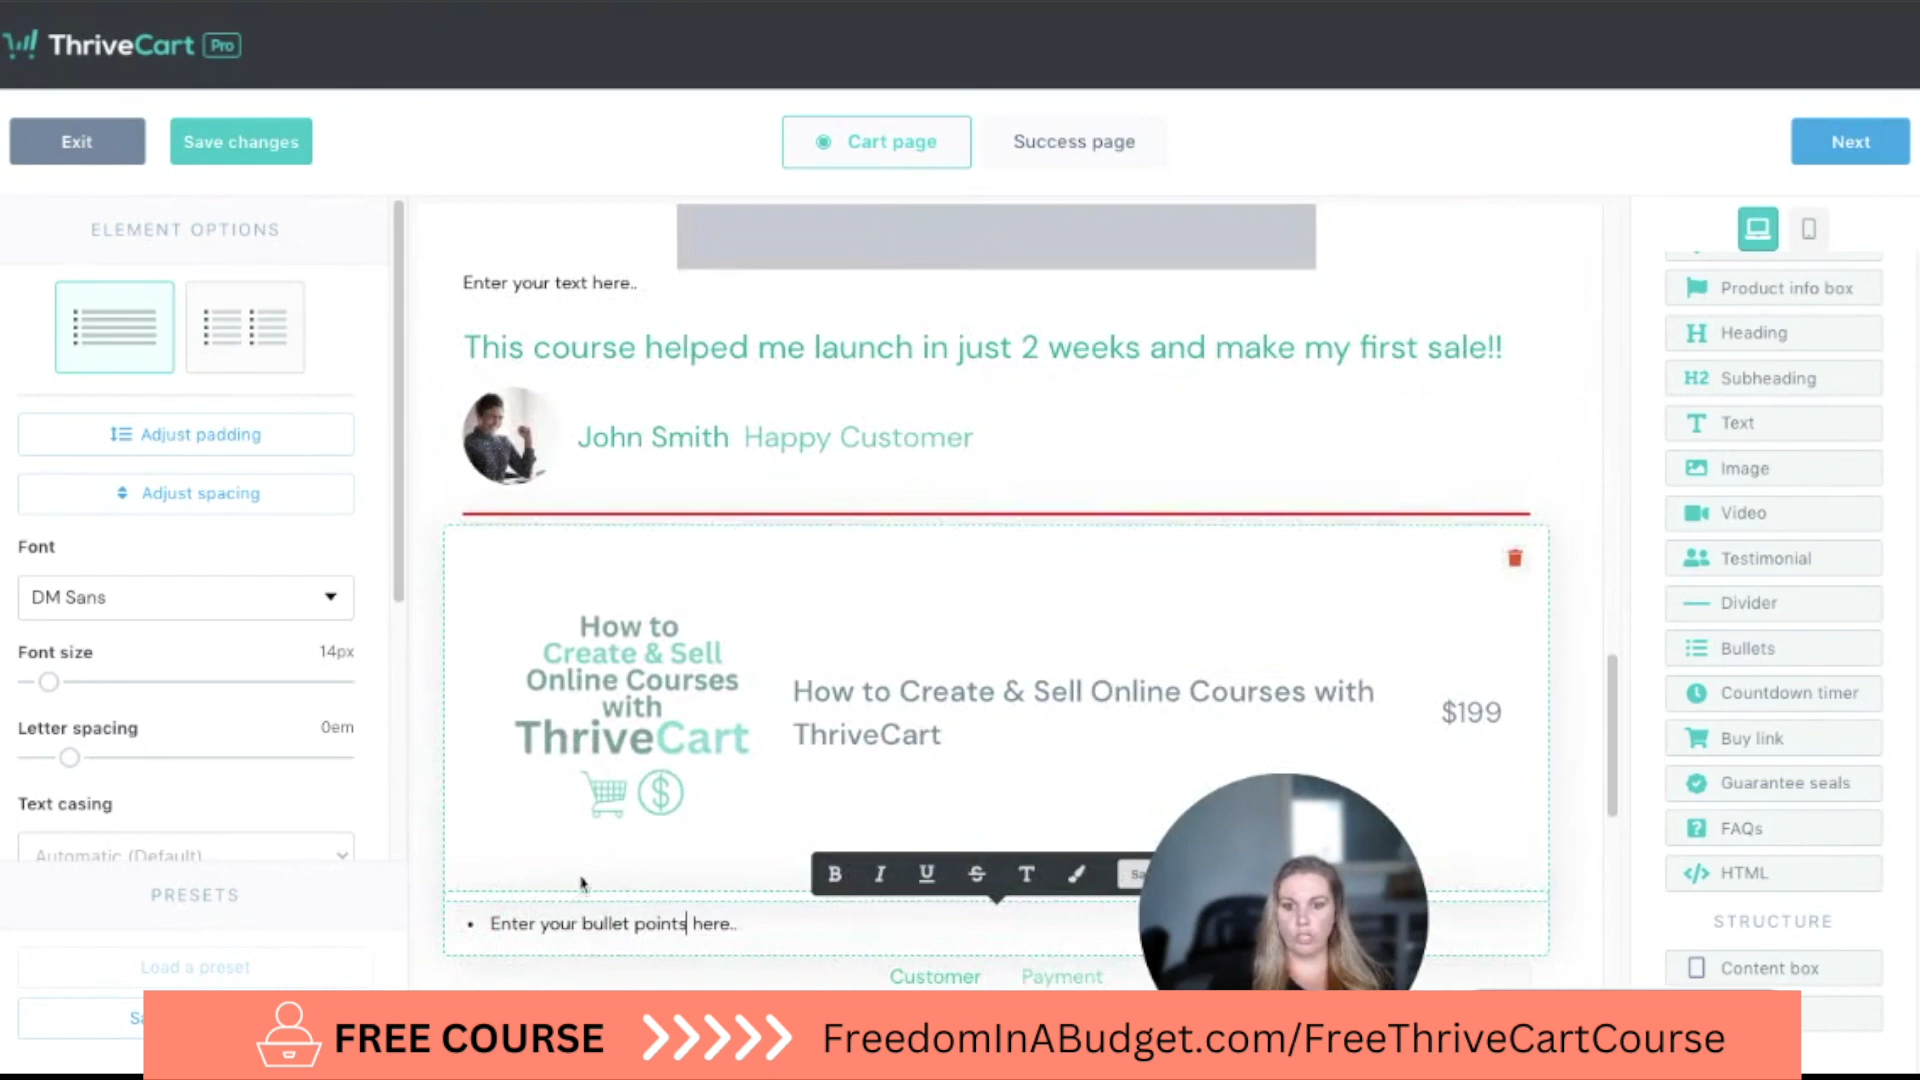 ThriveCart Pro
Exit
Save changes
Cart page
Success page
Next
ELEMENT OPTIONS
Adjust padding
Adjust spacing
Font
DM Sans
Font size
14px
Letter spacing
0em
Text casing
Automatic (Default)
PRESETS
Load a preset
Sa
Enter your text here..
This course helped me launch in just 2 weeks and make my first sale!!
John Smith Happy Customer
How to
Create & Sell
Online Courses
with
ThriveCart
$
How to Create & Sell Online Courses with
ThriveCart
$199
B I U S T
Sa
• Enter your bullet points here..
Customer
Payment
Product info box
H Heading
H2 Subheading
T Text
Image
Video
Testimonial
Divider
Bullets
Countdown timer
Buy link
Guarantee seals
? FAQs
</> HTML
STRUCTURE
Content box
FREE COURSE
FreedomInABudget.com/FreeThriveCartCourse